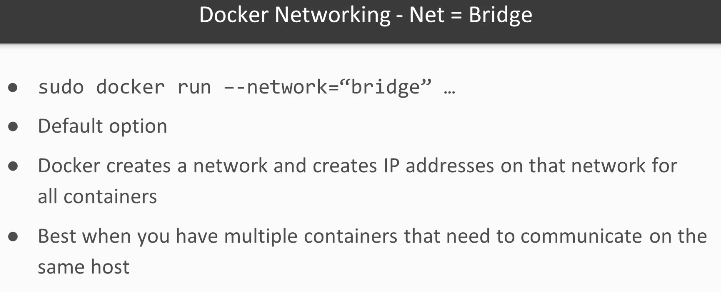 Docker Networking - Net = Bridge
● sudo docker run –-network=“bridge” …
● Default option
● Docker creates a network and creates IP addresses on that network for
all containers
● Best when you have multiple containers that need to communicate on the
same host